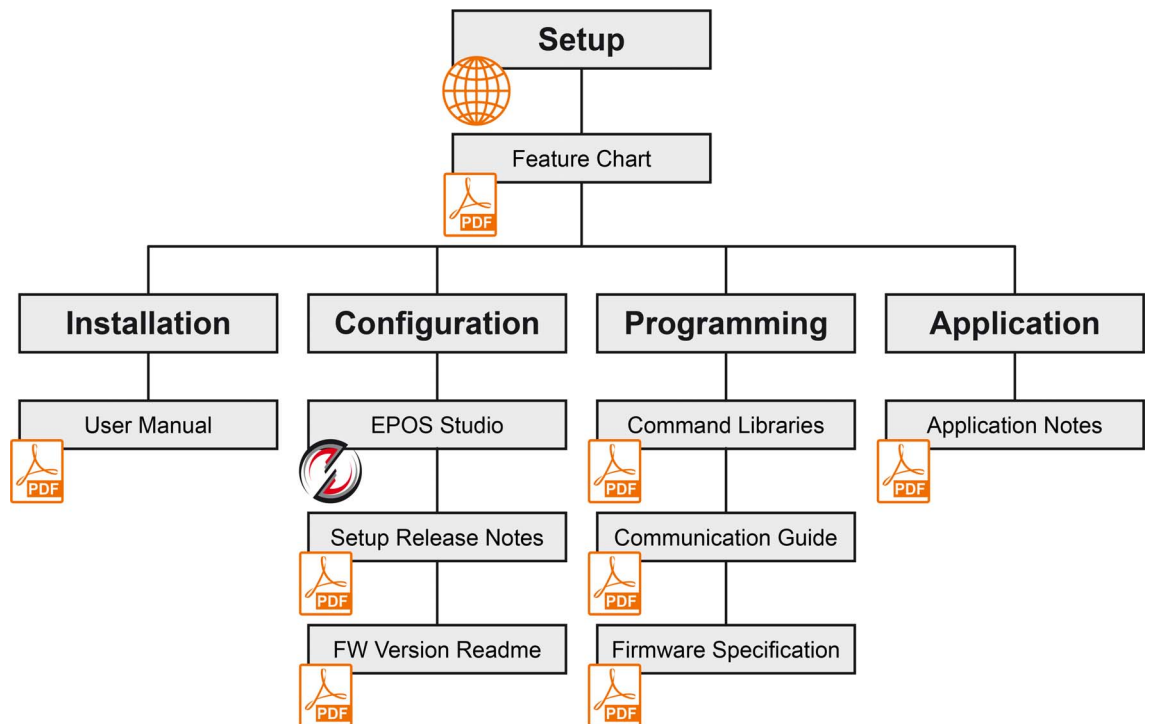 Setup
Feature Chart
PDF
Installation
Configuration
Programming
Application
User Manual
EPOS Studio
Command Libraries
Application Notes
PDF
PDF
PDF
Setup Release Notes
Communication Guide
PDF
PDF
FW Version Readme
Firmware Specification
PDF
PDF